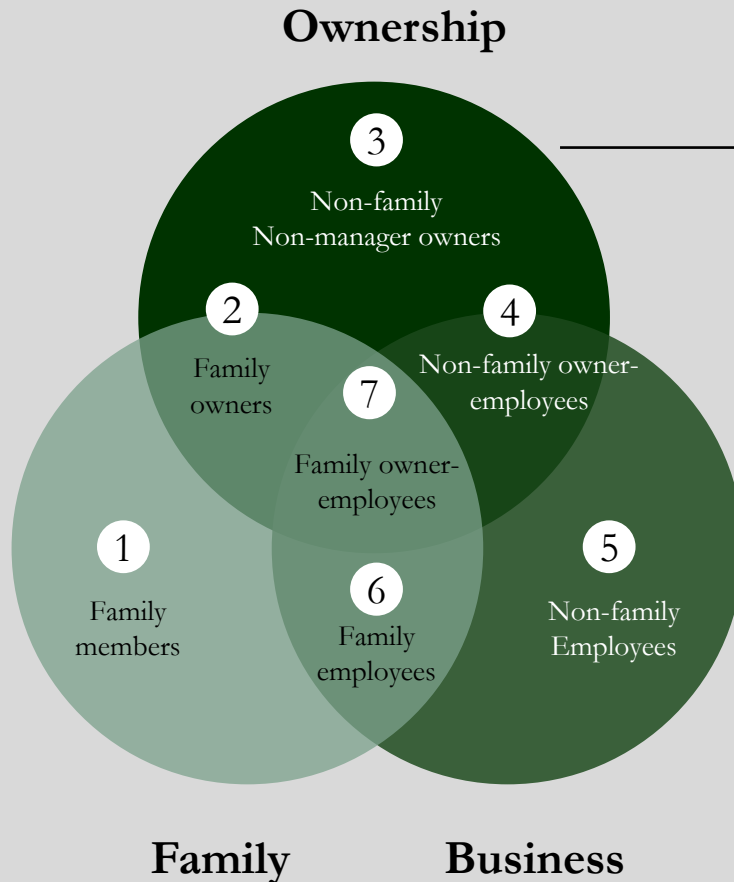 Ownership
3
Non-family
Non-manager owners
2
Family
owners
4
Non-family owner-
employees
7
Family owner-
employees
1
Family
members
6
Family
employees
5
Non-family
Employees
Family
Business